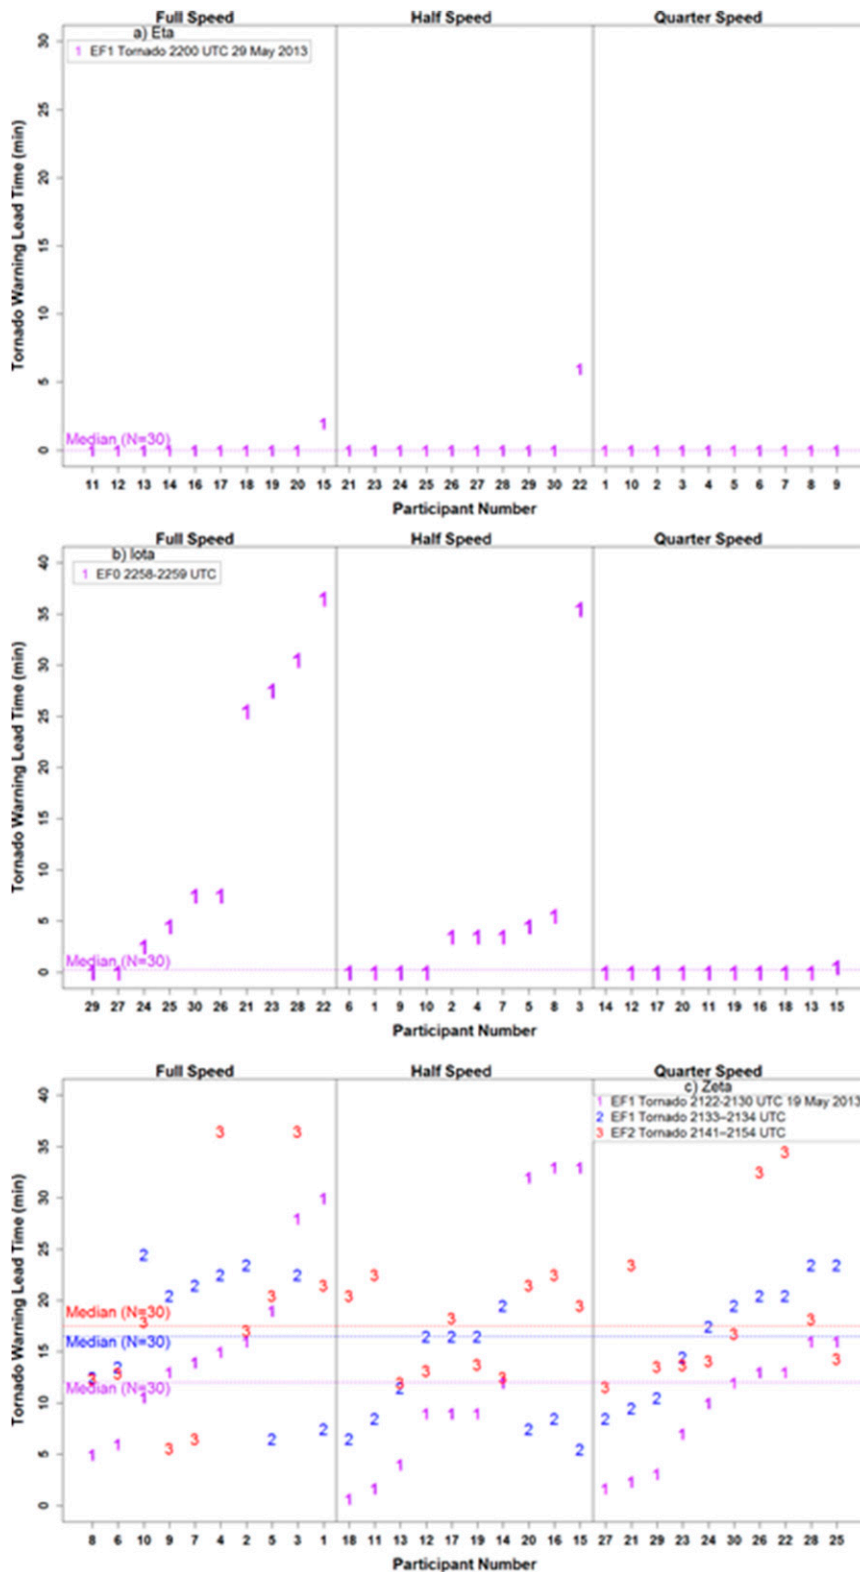 Full Speed Half Speed Quarter Speed
a) Eta
1 EF1 Tornado 2200 UTC 29 May 2013
Tornado Warning Lead Time (min)
30
25
20
15
10
5
0
Median (N=30)
11 12 13 14 16 17 18 19 20 15 21 23 24 25 26 27 28 29 30 22 1 10 2 3 4 5 6 7 8 9
Participant Number
Full Speed Half Speed Quarter Speed
b) Iota
1 EF0 2258-2259 UTC
Tornado Warning Lead Time (min)
40
35
30
25
20
15
10
5
0
Median (N=30)
29 27 24 25 30 26 21 23 28 22 6 1 9 10 2 4 7 5 8 3 14 12 17 20 11 19 16 18 13 15
Participant Number
Full Speed Half Speed Quarter Speed
c) Zeta
1 EF1 Tornado 2122-2130 UTC 19 May 2013
2 EF1 Tornado 2133–2134 UTC
3 EF2 Tornado 2141–2154 UTC
Tornado Warning Lead Time (min)
40
35
30
25
20
15
10
5
0
Median (N=30)
Median (N=30)
Median (N=30)
8 6 10 9 7 4 2 5 3 1 18 11 13 12 17 19 14 20 16 15 27 21 29 23 24 30 26 22 28 25
Participant Number